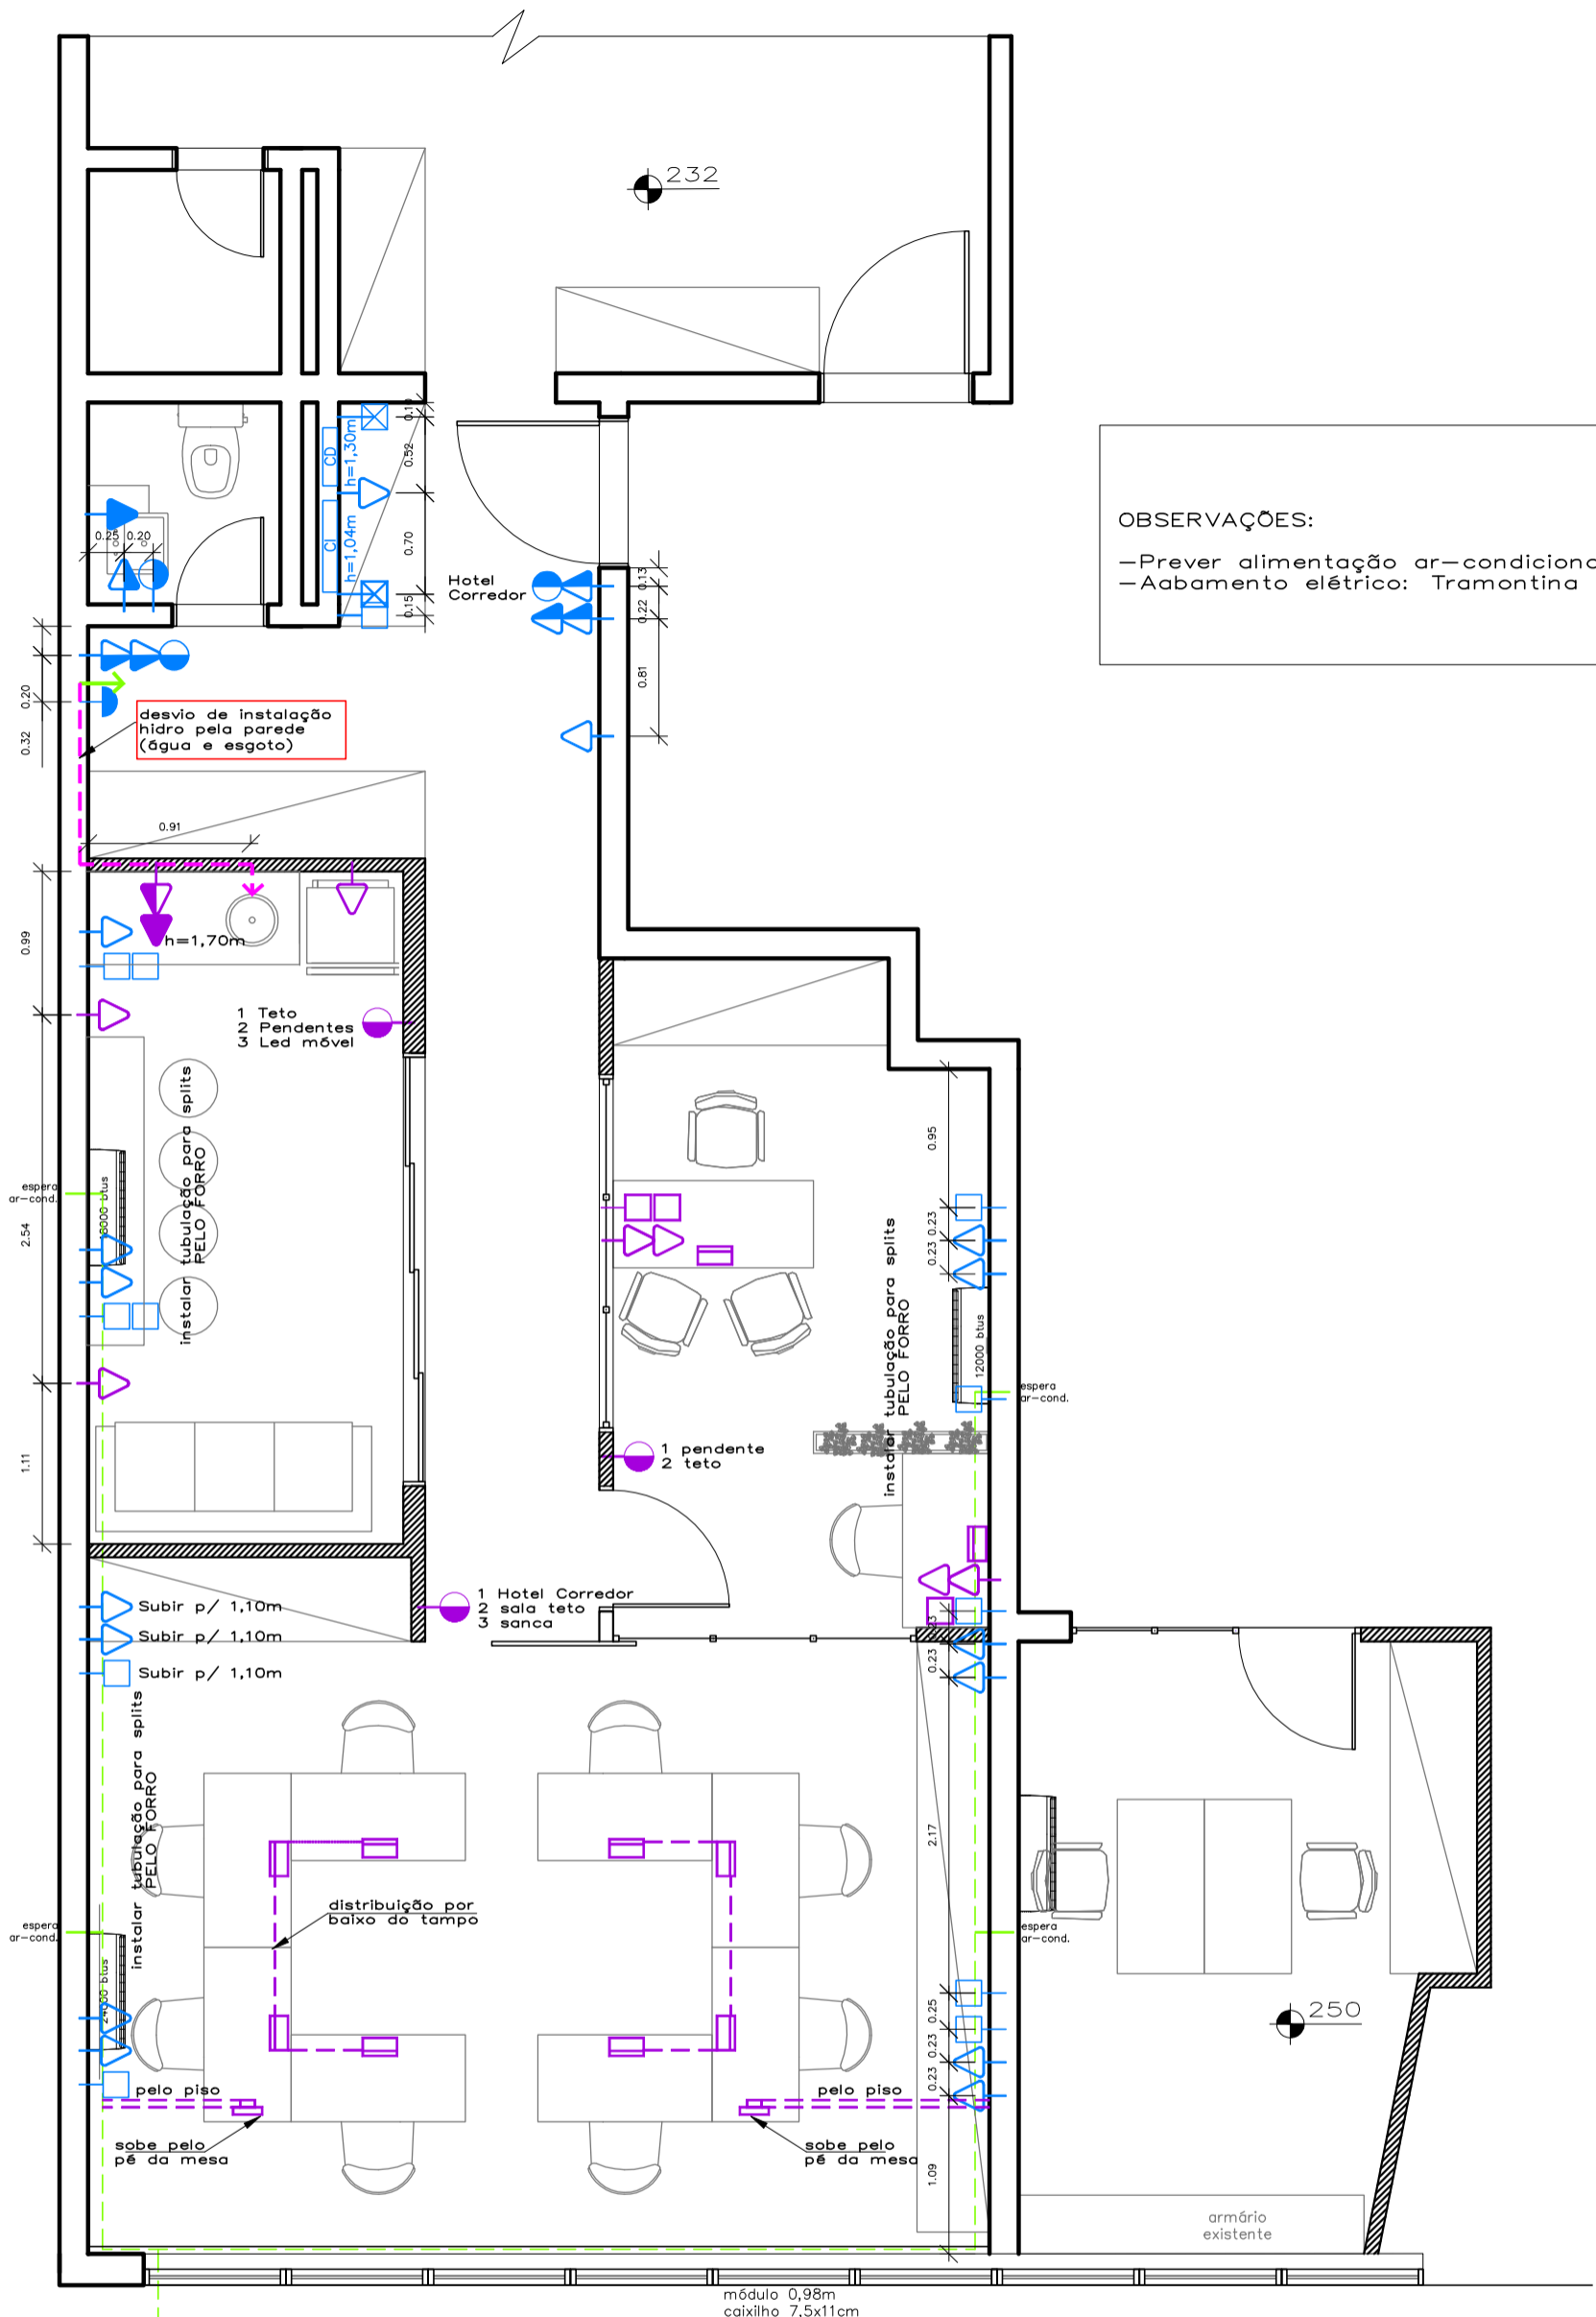 232
0.19
0.52
0.70
0.15
CD
h=1,30m
CI
h=1,04m
0.25
0.20
OBSERVAÇÕES:
-Prever alimentação ar-condicion
-Aabamento elétrico: Tramontina
Hotel
Corredor
0.13
0.22
0.81
0.20
0.32
desvio de instalação
hidro pela parede
(água e esgoto)
0.91
0.99
h=1,70m
1 Teto
2 Pendentes
3 Led móvel
instalar tubulação para splits
PELO FORRO
espera
ar-cond.
btus
2.54
1.11
0.95
0.23
0.23
instalar tubulação para splits
PELO FORRO
12000 btus
espera
ar-cond.
1 pendente
2 teto
1 Hotel Corredor
2 sala teto
3 sanca
0.23
Subir p/ 1,10m
Subir p/ 1,10m
Subir p/ 1,10m
instalar tubulação para splits
PELO FORRO
2.17
distribuição por
baixo do tampo
espera
ar-cond.
btus
espera
ar-cond.
0.25
0.23
0.23
250
pelo piso
pelo piso
sobe pelo
pé da mesa
sobe pelo
pé da mesa
1.09
armário
existente
módulo 0,98m
caixilho 7,5x11cm